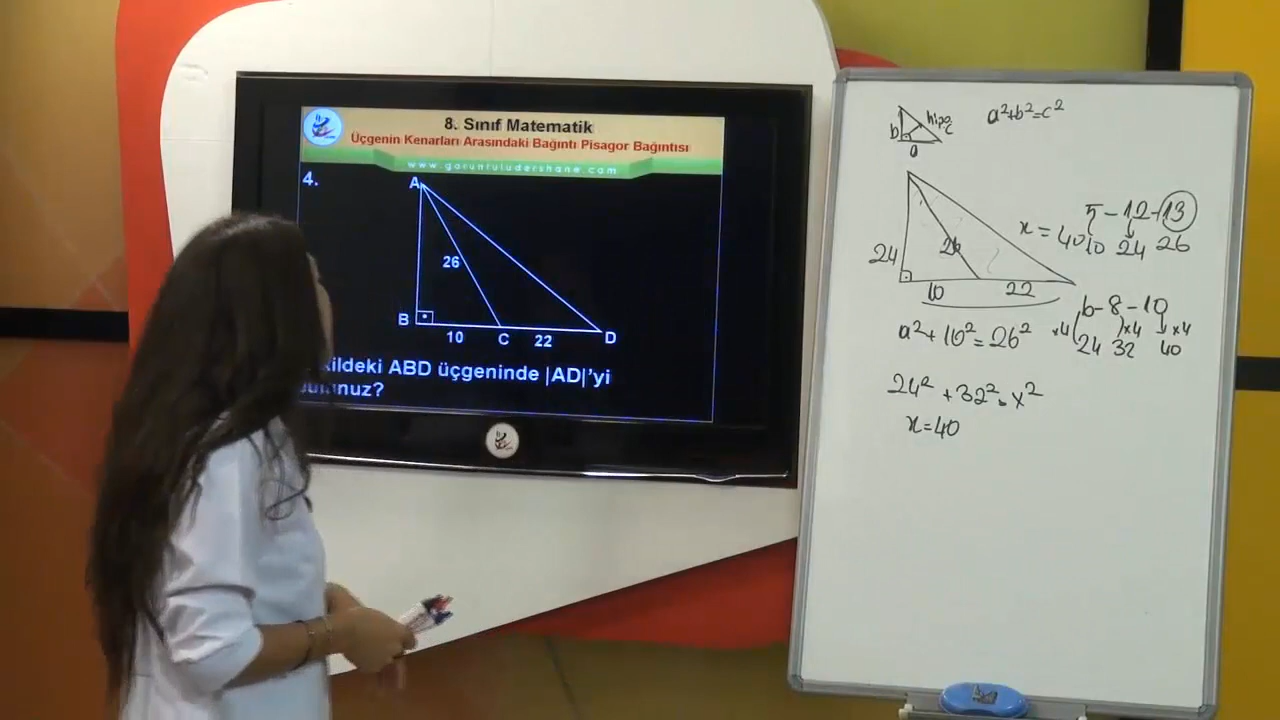 8. Sınıf Matematik
Üçgenin Kenarları Arasındaki Bağıntı Pisagor Bağıntısı
www.goruntuludershane.com
4.
A
26
B
10
C
22
D
kildeki ABD üçgeninde |AD|'yi
nuz?
b
hipo
c
a
a²+b²=c²
24
26
10
22
x = 40
5 - 12 - 13
10 24 26
a² + 10² = 26²
6 - 8 - 10
x4 x4 x4
24 32 40
24² + 32² = x²
x = 40